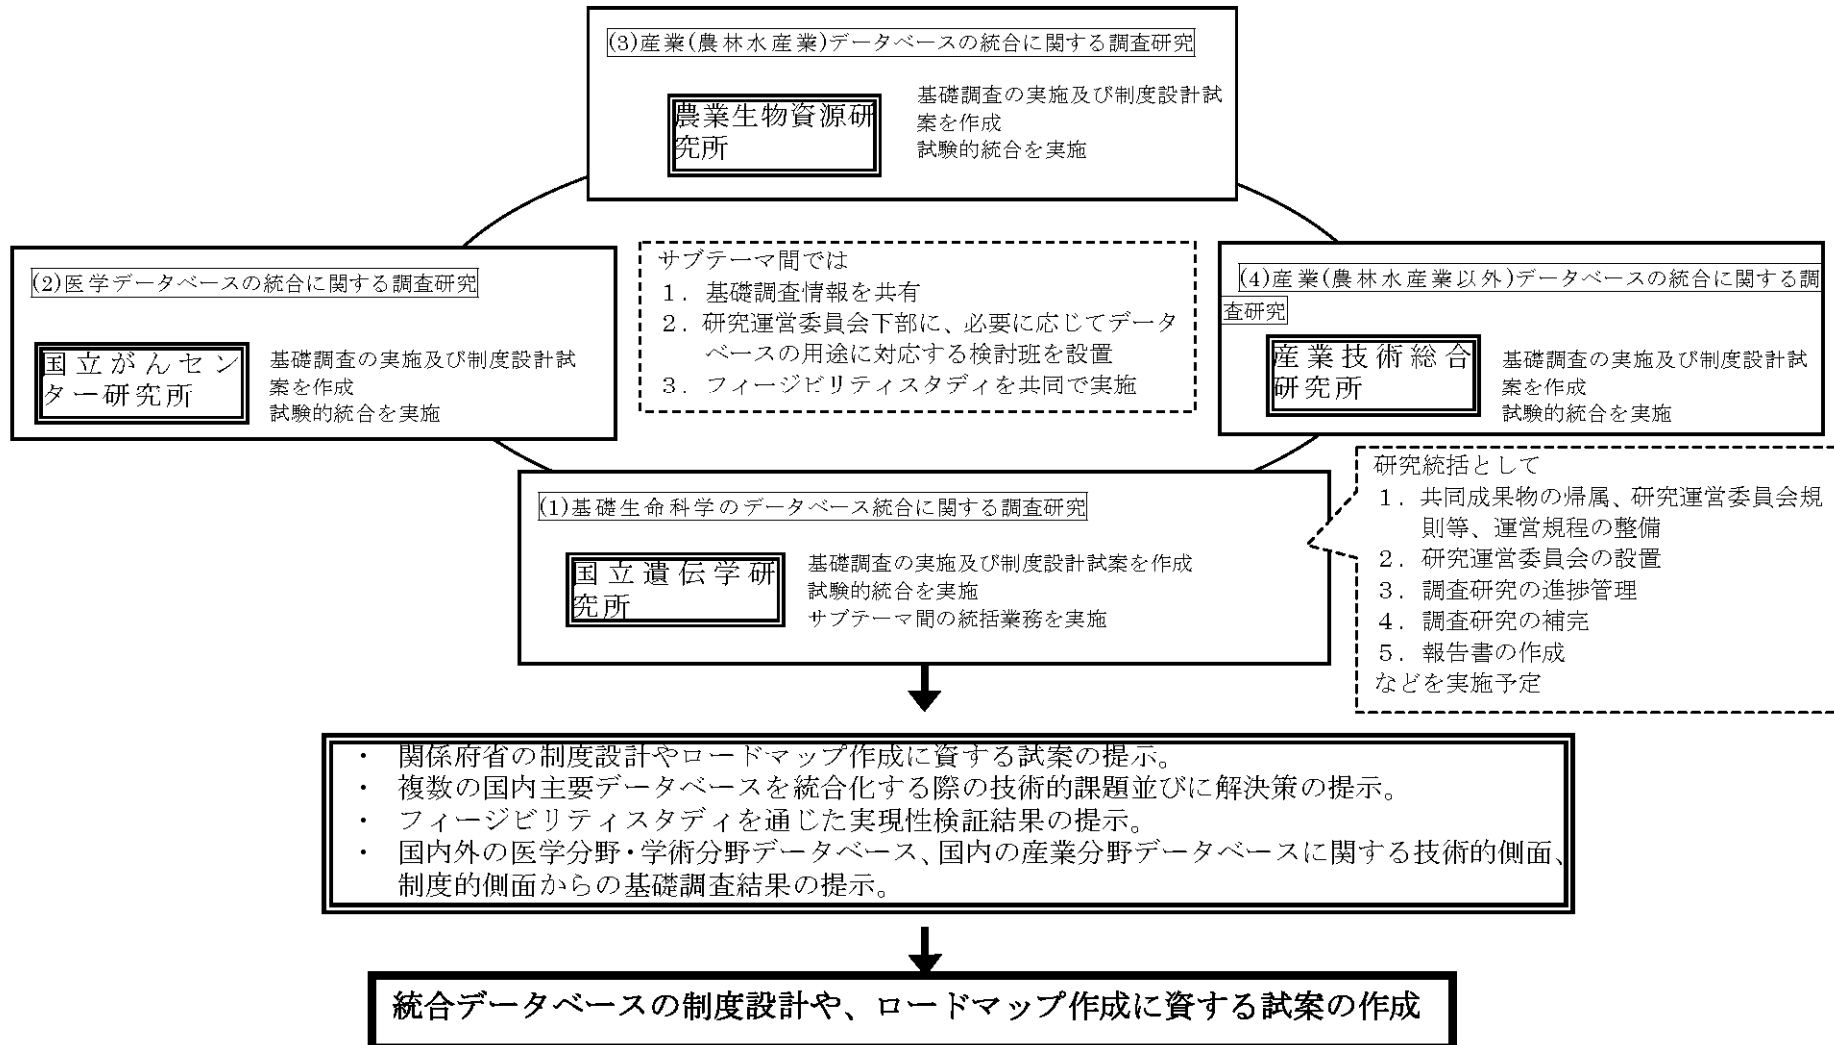 (3)産業(農林水産業)データベースの統合に関する調査研究
農業生物資源研
究所
基礎調査の実施及び制度設計試
案を作成
試験的統合を実施
(2)医学データベースの統合に関する調査研究
国立がんセン
ター研究所
基礎調査の実施及び制度設計試
案を作成
試験的統合を実施
サブテーマ間では
1. 基礎調査情報を共有
2. 研究運営委員会下部に、必要に応じてデータ
ベースの用途に対応する検討班を設置
3. フィージビリティスタディを共同で実施
(4)産業(農林水産業以外)データベースの統合に関する調
査研究
産業技術総合
研究所
基礎調査の実施及び制度設計試
案を作成
試験的統合を実施
(1)基礎生命科学のデータベース統合に関する調査研究
国立遺伝学研
究所
基礎調査の実施及び制度設計試案を作成
試験的統合を実施
サブテーマ間の統括業務を実施
研究統括として
1. 共同成果物の帰属、研究運営委員会規
則等、運営規程の整備
2. 研究運営委員会の設置
3. 調査研究の進捗管理
4. 調査研究の補完
5. 報告書の作成
などを実施予定
・ 関係府省の制度設計やロードマップ作成に資する試案の提示。
・ 複数の国内主要データベースを統合化する際の技術的課題並びに解決策の提示。
・ フィージビリティスタディを通じた実現性検証結果の提示。
・ 国内外の医学分野・学術分野データベース、国内の産業分野データベースに関する技術的側面、
制度的側面からの基礎調査結果の提示。
統合データベースの制度設計や、ロードマップ作成に資する試案の作成